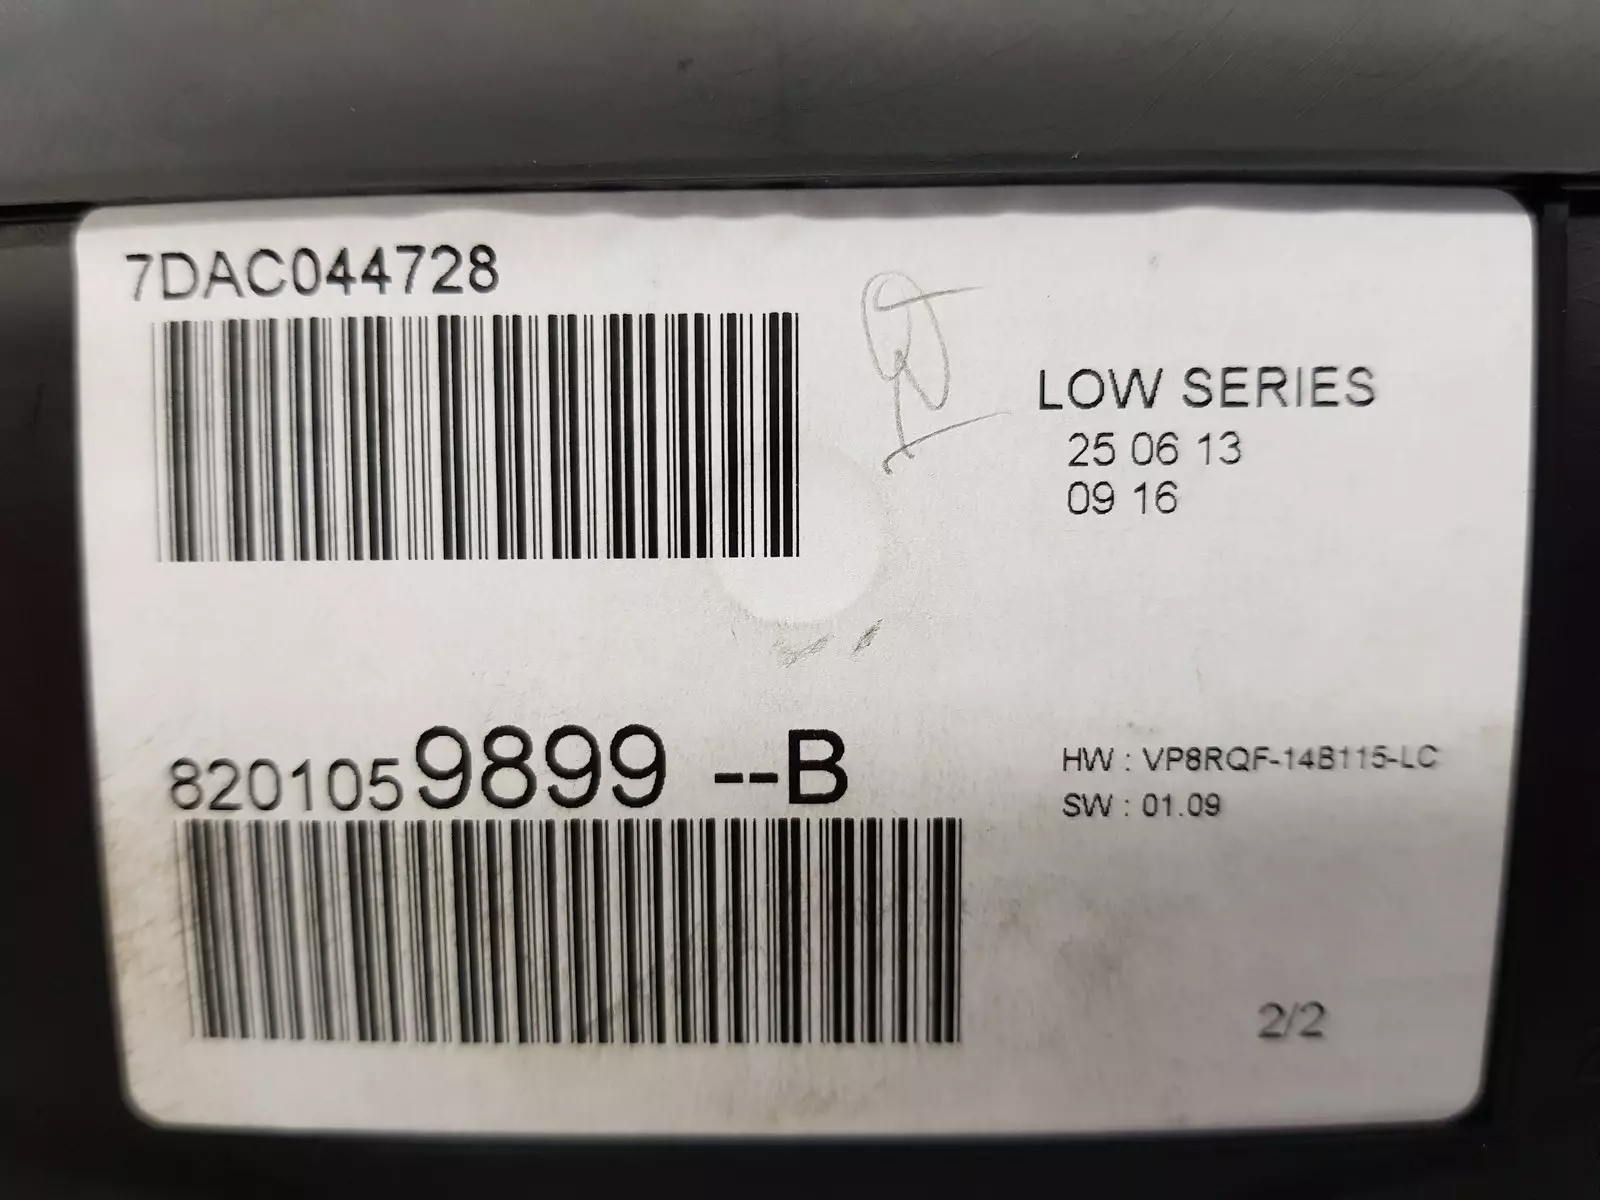 7DAC044728
LOW SERIES
25 06 13
09 16
8201059899 --B
HW : VP8RQF-14B115-LC
SW : 01.09
2/2